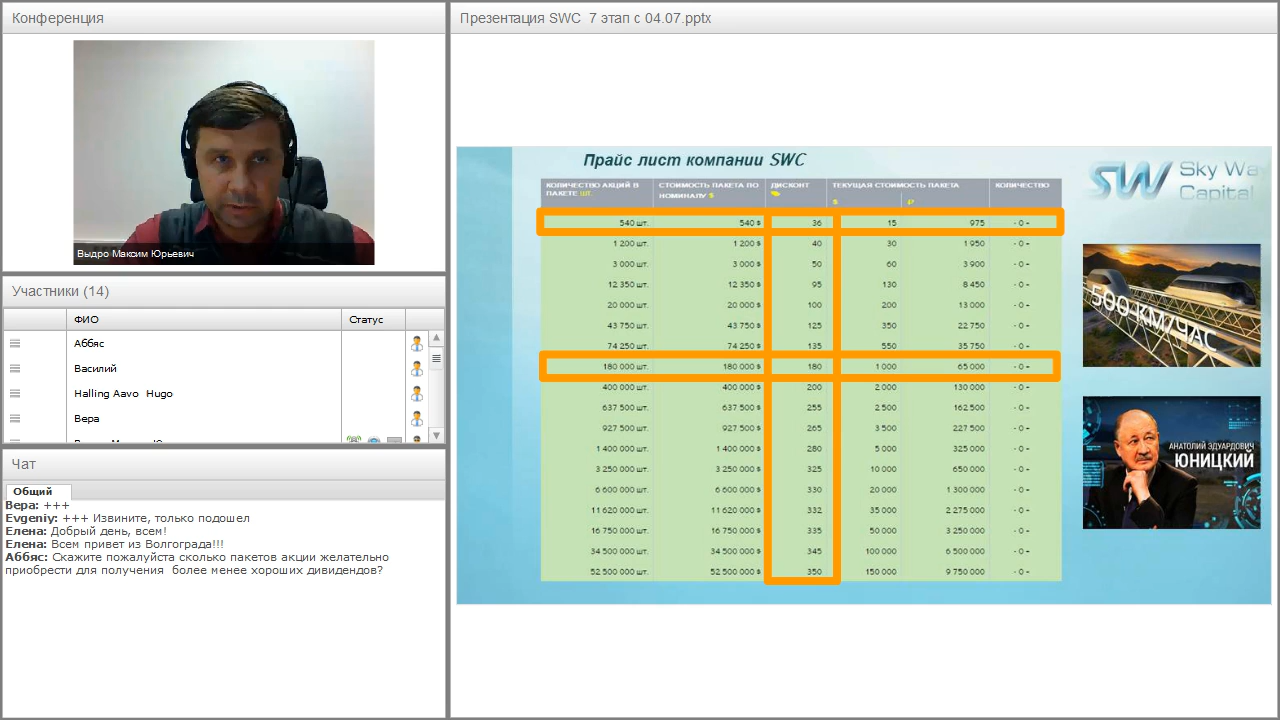 Конференция
Выдро Максим Юрьевич
Участники (14)
ФИО Статус
Аббяс
Василий
Halling Aavo Hugo
Вера
Чат
Общий
Вера: +++
Evgeniy: +++ Извините, только подошел
Елена: Добрый день, всем!
Елена: Всем привет из Волгограда!!!
Аббяс: Скажите пожалуйста сколько пакетов акции желательно
приобрести для получения более менее хороших дивидендов?
Презентация SWC 7 этап с 04.07.pptx
Прайс лист компании SWC
КОЛИЧЕСТВО АКЦИЙ В ПАКЕТЕ ШТ. СТОИМОСТЬ ПАКЕТА ПО НОМИНАЛУ $ ДИСКОНТ ТЕКУЩАЯ СТОИМОСТЬ ПАКЕТА КОЛИЧЕСТВО
$ ₽
540 шт. 540 $ 36 15 975 - 0 -
1 200 шт. 1 200 $ 40 30 1 950 - 0 -
3 000 шт. 3 000 $ 50 60 3 900 - 0 -
12 350 шт. 12 350 $ 95 130 8 450 - 0 -
20 000 шт. 20 000 $ 100 200 13 000 - 0 -
43 750 шт. 43 750 $ 125 350 22 750 - 0 -
74 250 шт. 74 250 $ 135 550 35 750 - 0 -
180 000 шт. 180 000 $ 180 1 000 65 000 - 0 -
400 000 шт. 400 000 $ 200 2 000 130 000 - 0 -
637 500 шт. 637 500 $ 255 2 500 162 500 - 0 -
927 500 шт. 927 500 $ 265 3 500 227 500 - 0 -
1 400 000 шт. 1 400 000 $ 280 5 000 325 000 - 0 -
3 250 000 шт. 3 250 000 $ 325 10 000 650 000 - 0 -
6 600 000 шт. 6 600 000 $ 330 20 000 1 300 000 - 0 -
11 620 000 шт. 11 620 000 $ 332 35 000 2 275 000 - 0 -
16 750 000 шт. 16 750 000 $ 335 50 000 3 250 000 - 0 -
34 500 000 шт. 34 500 000 $ 345 100 000 6 500 000 - 0 -
52 500 000 шт. 52 500 000 $ 350 150 000 9 750 000 - 0 -
SW Sky Wa
Capital
500 КМ/ЧАС
АНАТОЛИЙ ЭДУАРДОВИЧ
ЮНИЦКИЙ